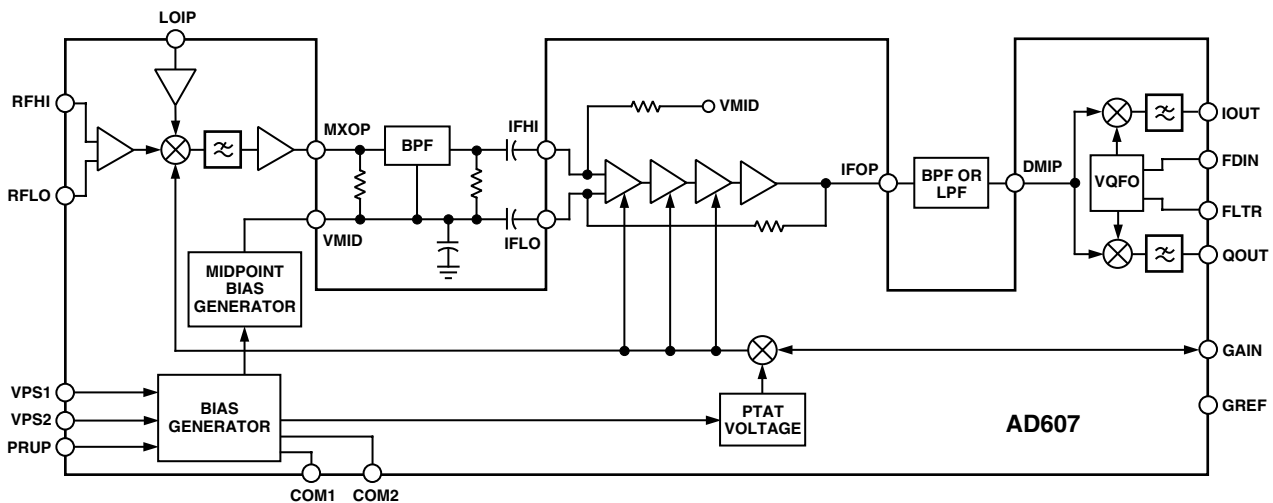 LOIP
RFHI
RFLO
MXOP
BPF
IFHI
VMID
VMID
IFLO
MIDPOINT
BIAS
GENERATOR
IFOP
BPF OR
LPF
DMIP
VQFO
IOUT
FDIN
FLTR
QOUT
GAIN
GREF
VPS1
VPS2
PRUP
BIAS
GENERATOR
PTAT
VOLTAGE
AD607
COM1
COM2